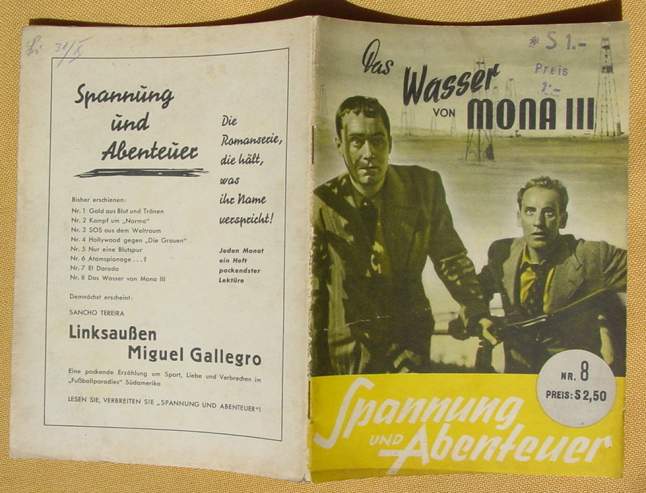 31/X
Spannung
und
Abenteuer
Die
Romanserie,
die hält,
was
ihr Name
verspricht!
Jeden Monat
ein Heft
packendster
Lektüre
Bisher erschienen:
Nr. 1 Gold aus Blut und Tränen
Nr. 2 Kampf um „Norma"
Nr. 3 SOS aus dem Weltraum
Nr. 4 Hollywood gegen „Die Grauen"
Nr. 5 Nur eine Blutspur
Nr. 6 Atomspionage . . . ?
Nr. 7 El Dorado
Nr. 8 Das Wasser von Mona III
Demnächst erscheint:
SANCHO TEREIRA
Linksaußen
Miguel Gallegro
Eine packende Erzählung um Sport, Liebe und Verbrechen im
„Fußballparadies" Südamerika
LESEN SIE, VERBREITEN SIE „SPANNUNG UND ABENTEUER"!
S 1.-
Preis
Das Wasser
VON MONA III
NR. 8
PREIS: S 2,50
Spannung
UND Abenteuer